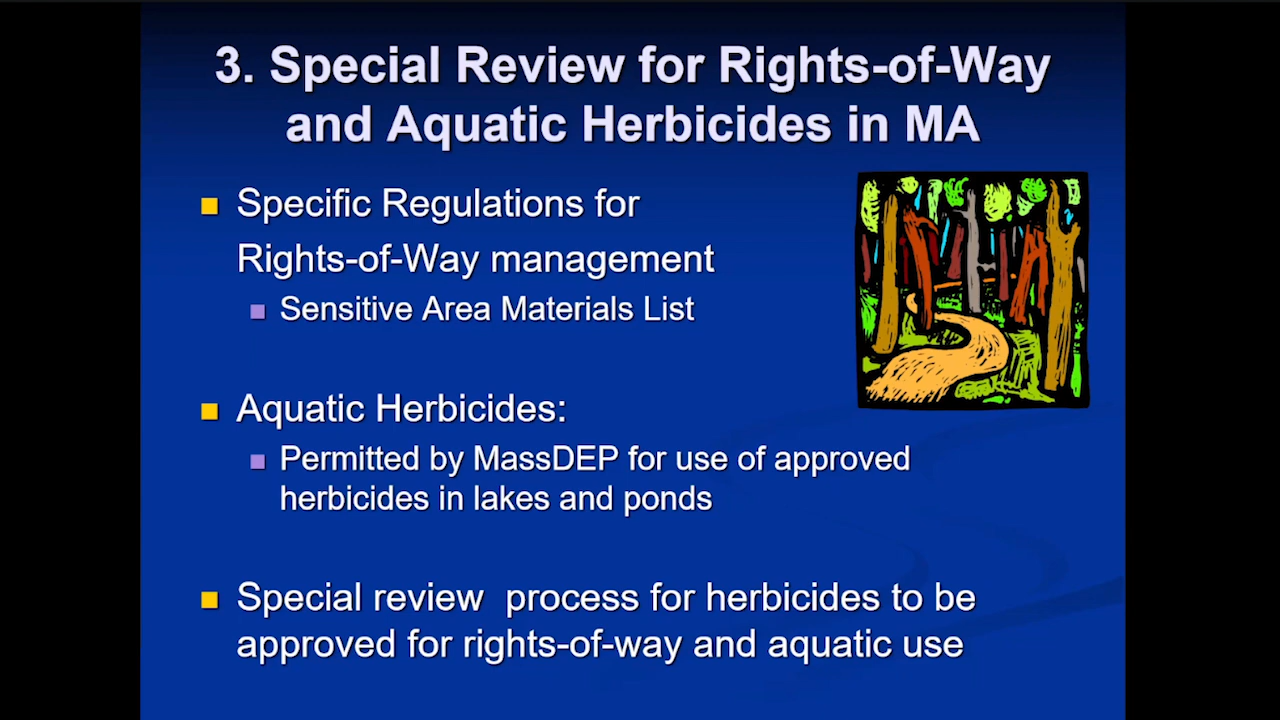 3. Special Review for Rights-of-Way
and Aquatic Herbicides in MA
Specific Regulations for
Rights-of-Way management
Sensitive Area Materials List
Aquatic Herbicides:
Permitted by MassDEP for use of approved
herbicides in lakes and ponds
Special review  process for herbicides to be
approved for rights-of-way and aquatic use